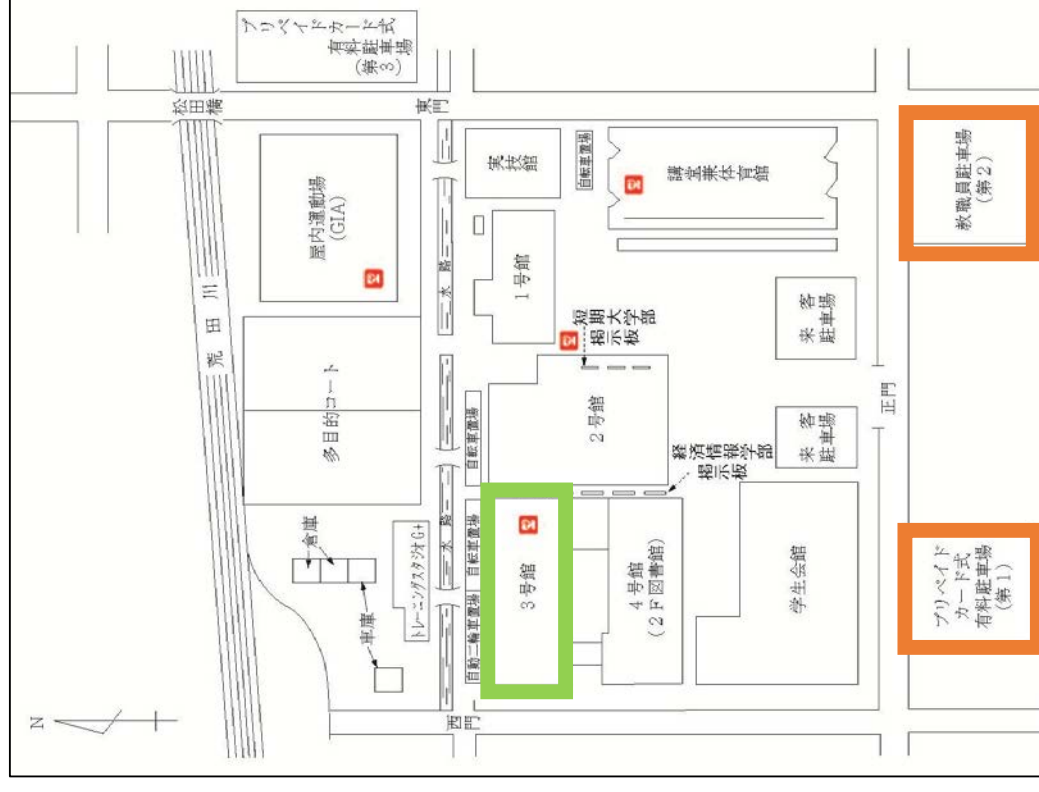 プリペイドカード式
有料駐車場
(第3)
松田橋
東門
荒田川
屋内運動場
(GIA)
多目的コート
倉庫
車庫
トレーニングスタジオG+
水路
水路
N
西門
実技館
自転車置場
講堂兼体育館
1号館
短期大学部
掲示板
2号館
経済情報学部
掲示板
自転車置場
自転車置場
自動二輪車置場
3号館
4号館
(2F図書館)
学生会館
来客
駐車場
来客
駐車場
正門
教職員駐車場
(第2)
プリペイド
カード式
有料駐車場
(第1)